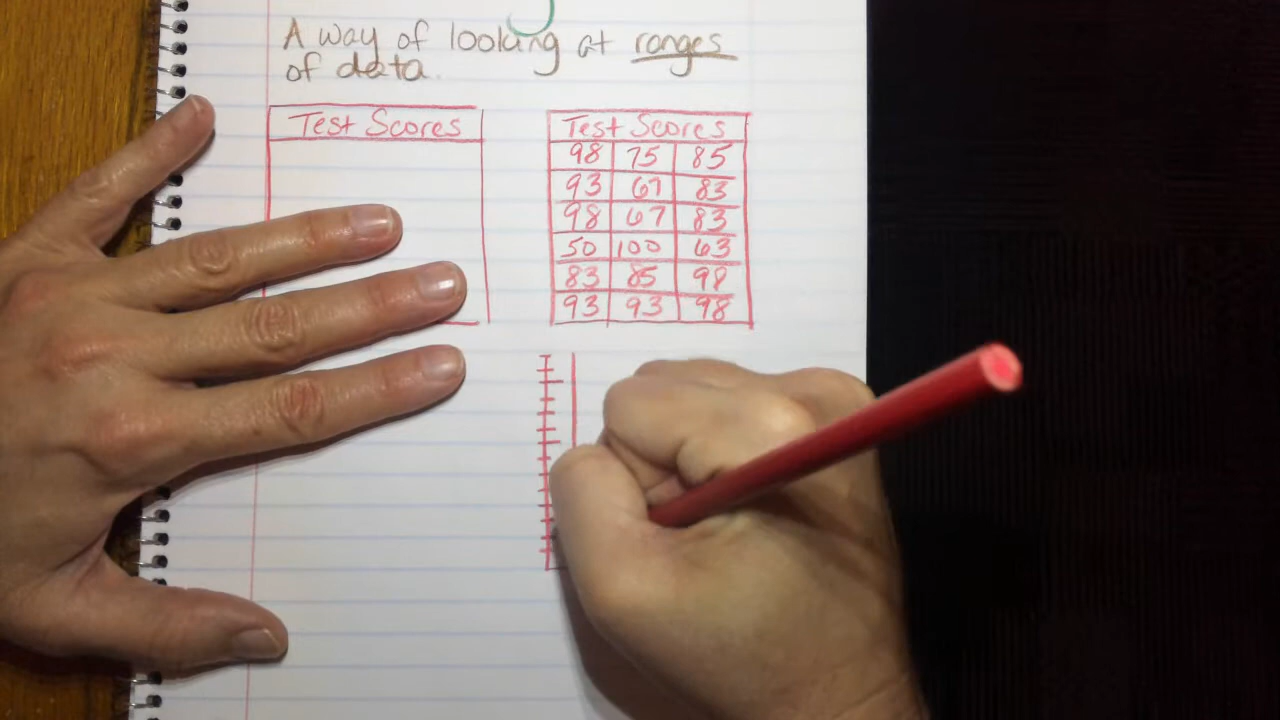 A way of looking at ranges
of data.
Test Scores
Test Scores
98 75 85
93 67 83
98 67 83
50 100 63
83 85 98
93 93 98